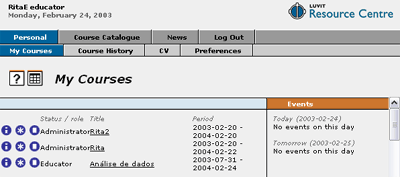 RitaE educator
Monday, February 24, 2003
LUVIT
Resource Centre
Personal Course Catalogue News Log Out
My Courses Course History CV Preferences
? My Courses
Events
Status / role Title Period
Today (2003-02-24)
No events on this day
Tomorrow (2003-02-25)
No events on this day
Administrator Rita2 2003-02-20 - 2004-02-20
Administrator Rita 2003-02-20 - 2004-02-22
Educator Análise de dados 2003-07-31 - 2004-02-24